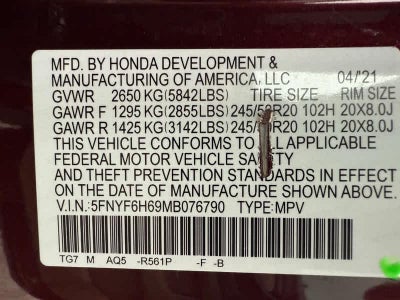 MFD. BY HONDA DEVELOPMENT &
MANUFACTURING OF AMERICA, LLC 04/21
GVWR 2650 KG (5842LBS) TIRE SIZE RIM SIZE
GAWR F 1295 KG (2855LBS) 245/50R20 102H 20X8.0J
GAWR R 1425 KG (3142LBS) 245/50R20 102H 20X8.0J
THIS VEHICLE CONFORMS TO ALL APPLICABLE
FEDERAL MOTOR VEHICLE SAFETY
AND THEFT PREVENTION STANDARDS IN EFFECT
ON THE DATE OF MANUFACTURE SHOWN ABOVE.
V.I.N.:5FNYF6H69MB076790 TYPE:MPV
TG7 M AQ5 -R561P -F -B